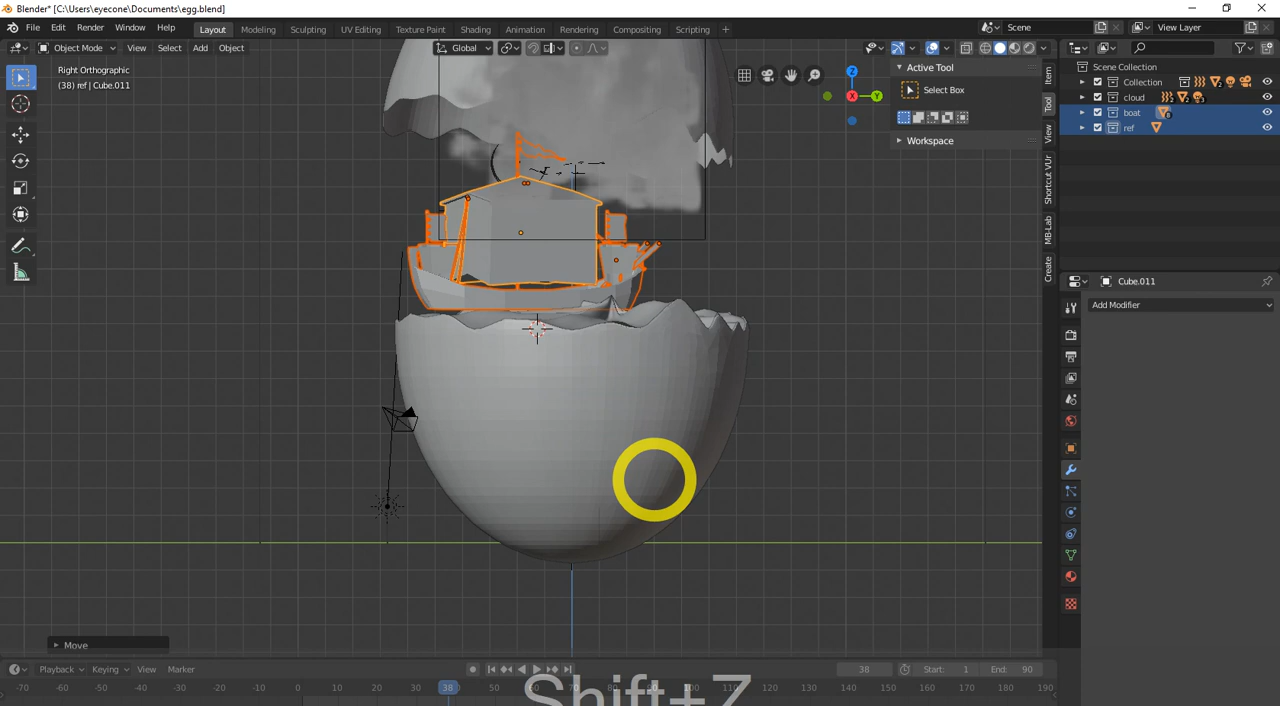 Blender* [C:\Users\eyecone\Documents\egg.blend]
File Edit Render Window Help Layout Modeling Sculpting UV Editing Texture Paint Shading Animation Rendering Compositing Scripting + Scene View Layer
Object Mode View Select Add Object Global
Right Orthographic
(38) ref | Cube.011
Z
X
Y
Active Tool
Select Box
Workspace
Item
Tool
View
Shortcut VUr
MB-Lab
Create
Scene Collection
Collection
cloud
boat
ref
Cube.011
Add Modifier
Move
Playback Keying View Marker 38 Start: 1 End: 90
-70 -60 -50 -40 -30 -20 -10 0 10 20 30 38 50 60 70 80 90 100 110 120 130 140 150 160 170 180 190
Shift+Z